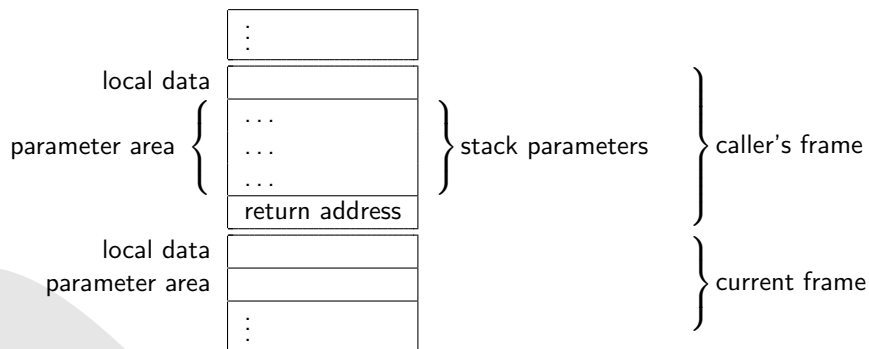 ⋮
local data
...
parameter area ... stack parameters caller's frame
...
return address
local data
parameter area current frame
⋮